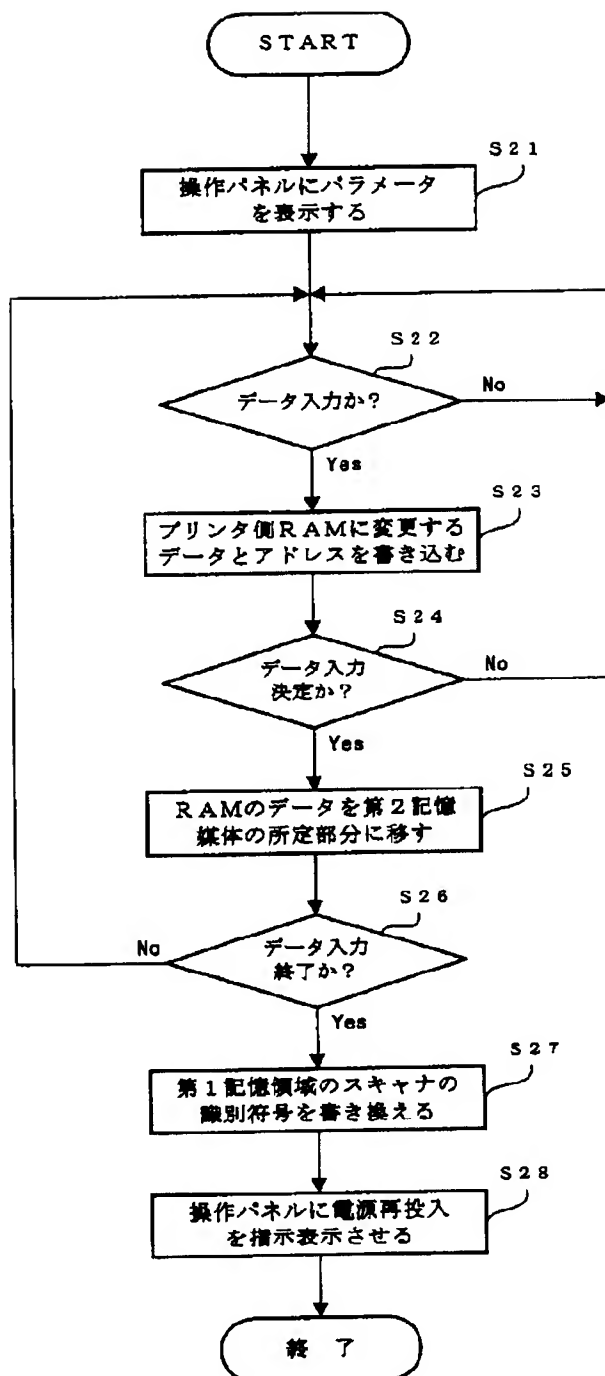 START
S21
操作パネルにパラメータ
を表示する
S22
データ入力か?
No
Yes
S23
プリンタ側RAMに変更する
データとアドレスを書き込む
S24
データ入力
決定か?
No
Yes
S25
RAMのデータを第2記憶
媒体の所定部分に移す
S26
データ入力
終了か?
No
Yes
S27
第1記憶領域のスキャナの
識別符号を書き換える
S28
操作パネルに電源再投入
を指示表示させる
終 了